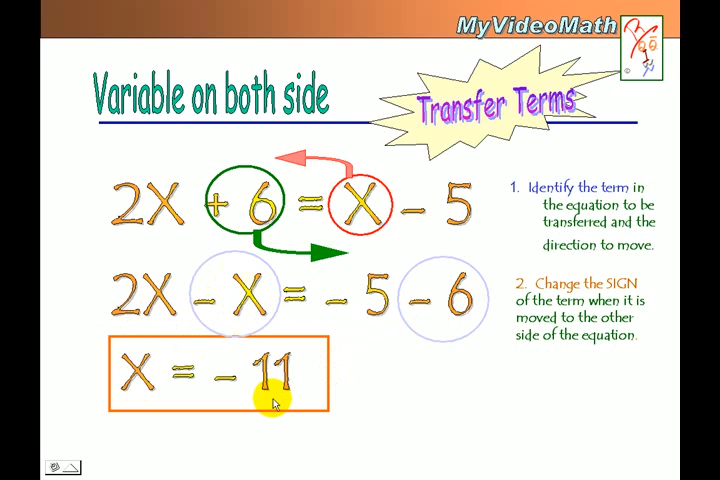 MyVideoMath
Variable on both side
Transfer Terms
2X + 6 = X - 5
2X - X = - 5 - 6
X = - 11
1. Identify the term in
the equation to be
transferred and the
direction to move.
2. Change the SIGN
of the term when it is
moved to the other
side of the equation.